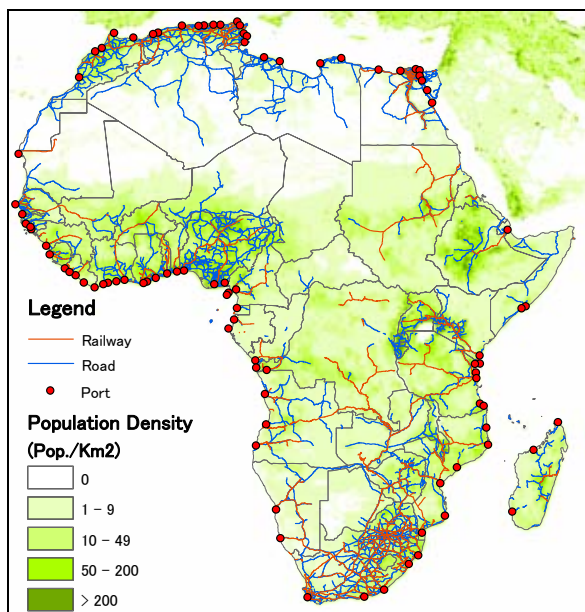 Legend
Railway
Road
Port
Population Density
(Pop./Km2)
0
1 - 9
10 - 49
50 - 200
> 200